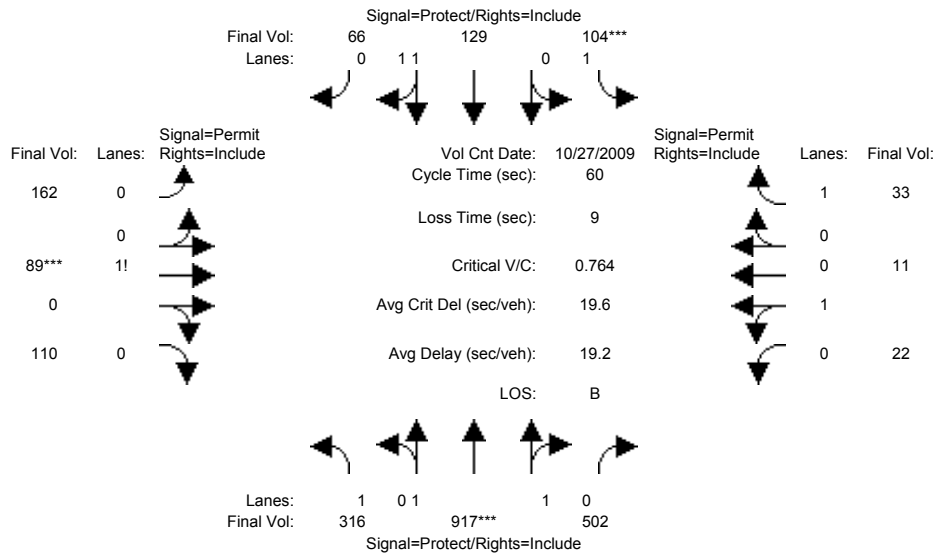 Signal=Protect/Rights=Include
Final Vol: 66 129 104***
Lanes: 0 1 1 0 1
Signal=Permit
Final Vol: Lanes: Rights=Include
Vol Cnt Date: 10/27/2009
Signal=Permit
Rights=Include Lanes: Final Vol:
Cycle Time (sec): 60
162 0
1 33
Loss Time (sec): 9
0
0
89*** 1!
Critical V/C: 0.764
0 11
0
Avg Crit Del (sec/veh): 19.6
1
110 0
Avg Delay (sec/veh): 19.2
0 22
LOS: B
Lanes: 1 0 1 1 0
Final Vol: 316 917*** 502
Signal=Protect/Rights=Include